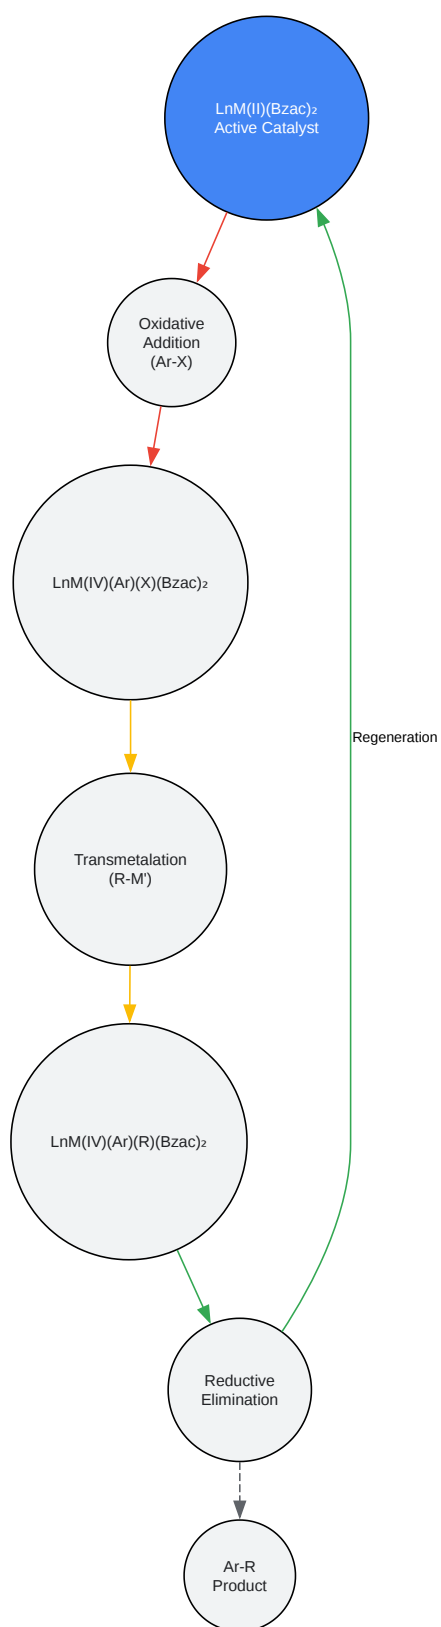 LnM(II)(Bzac)₂
Active Catalyst
Oxidative
Addition
(Ar-X)
LnM(IV)(Ar)(X)(Bzac)₂
Regeneration
Transmetalation
(R-M')
LnM(IV)(Ar)(R)(Bzac)₂
Reductive
Elimination
Ar-R
Product